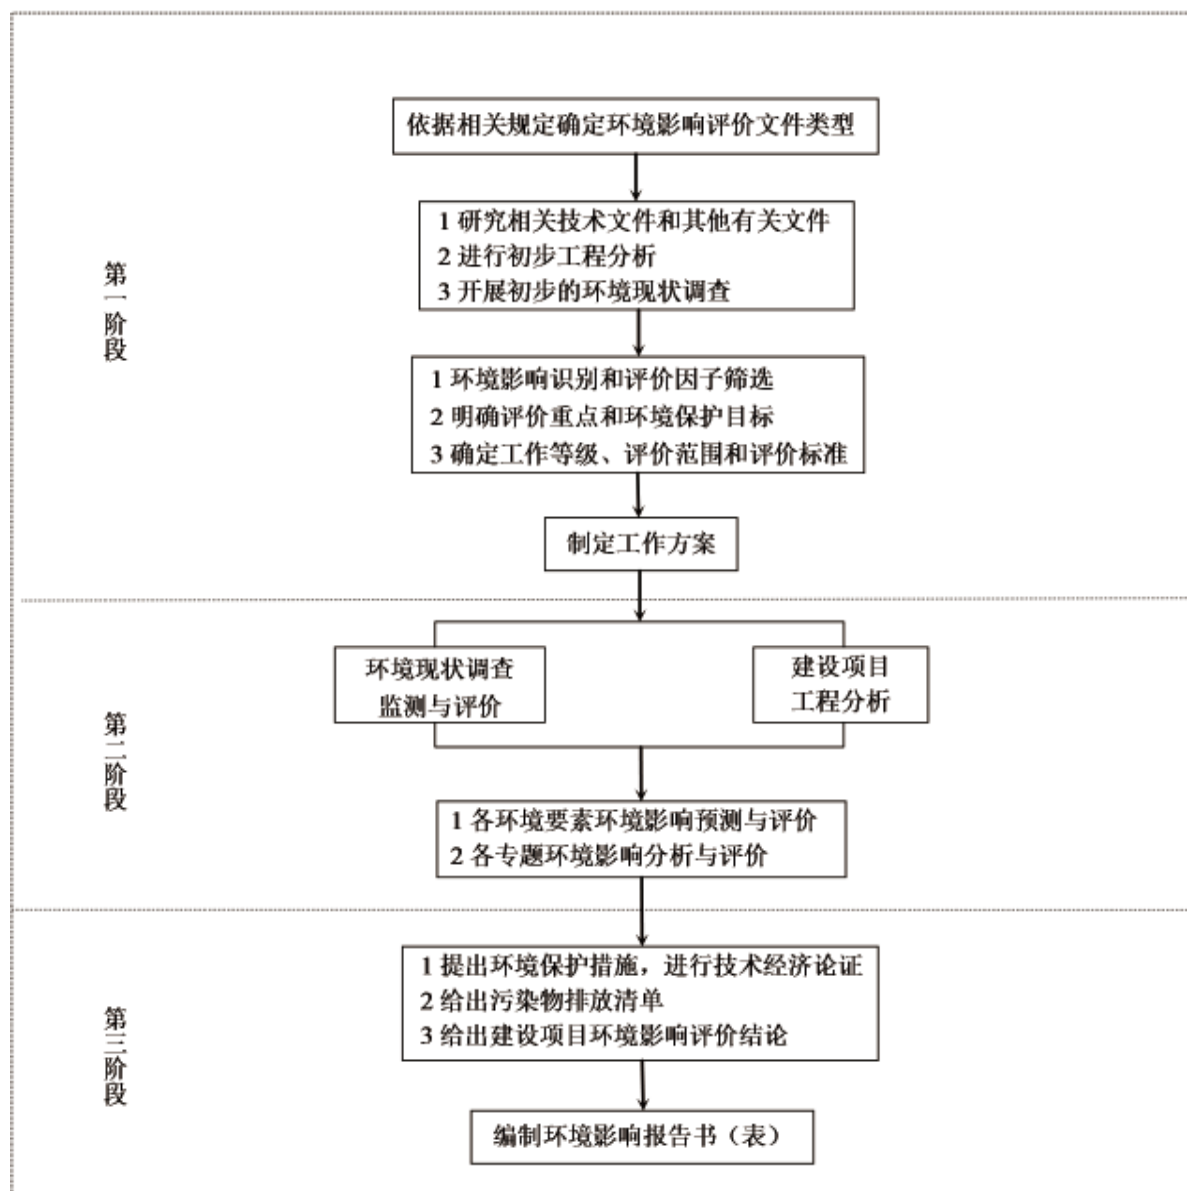 依据相关规定确定环境影响评价文件类型
1 研究相关技术文件和其他有关文件
2 进行初步工程分析
3 开展初步的环境现状调查
第一阶段
1 环境影响识别和评价因子筛选
2 明确评价重点和环境保护目标
3 确定工作等级、评价范围和评价标准
制定工作方案
环境现状调查
监测与评价
建设项目
工程分析
第二阶段
1 各环境要素环境影响预测与评价
2 各专题环境影响分析与评价
1 提出环境保护措施，进行技术经济论证
2 给出污染物排放清单
3 给出建设项目环境影响评价结论
第三阶段
编制环境影响报告书（表）